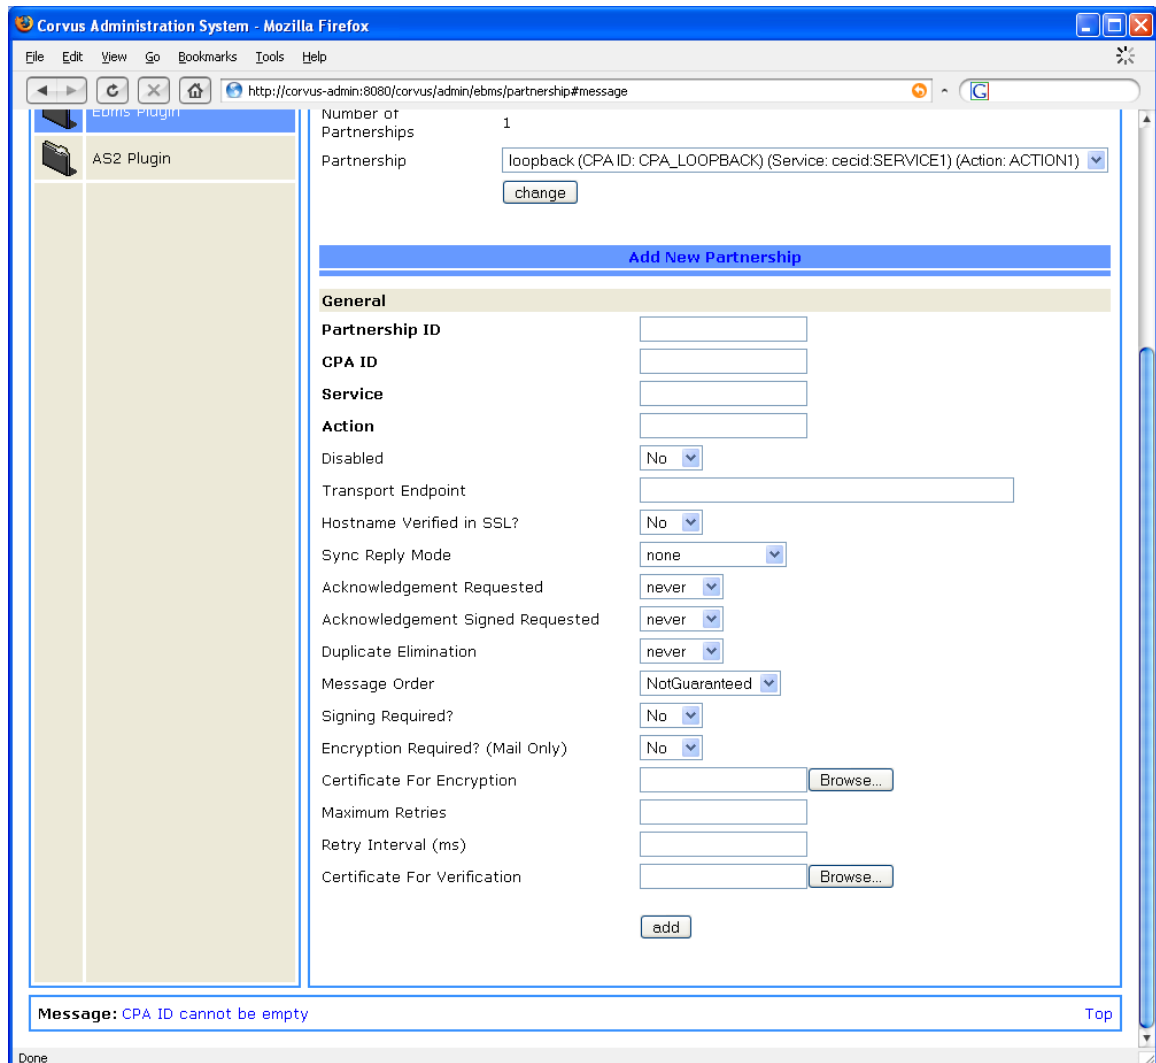 Corvus Administration System - Mozilla Firefox
File Edit View Go Bookmarks Tools Help
http://corvus-admin:8080/corvus/admin/ebms/partnership#message
G
Ebms Plugin
AS2 Plugin
Number of
Partnerships
1
Partnership
loopback (CPA ID: CPA_LOOPBACK) (Service: cecid:SERVICE1) (Action: ACTION1)
change
Add New Partnership
General
Partnership ID
CPA ID
Service
Action
Disabled No
Transport Endpoint
Hostname Verified in SSL? No
Sync Reply Mode none
Acknowledgement Requested never
Acknowledgement Signed Requested never
Duplicate Elimination never
Message Order NotGuaranteed
Signing Required? No
Encryption Required? (Mail Only) No
Certificate For Encryption Browse...
Maximum Retries
Retry Interval (ms)
Certificate For Verification Browse...
add
Message: CPA ID cannot be empty Top
Done